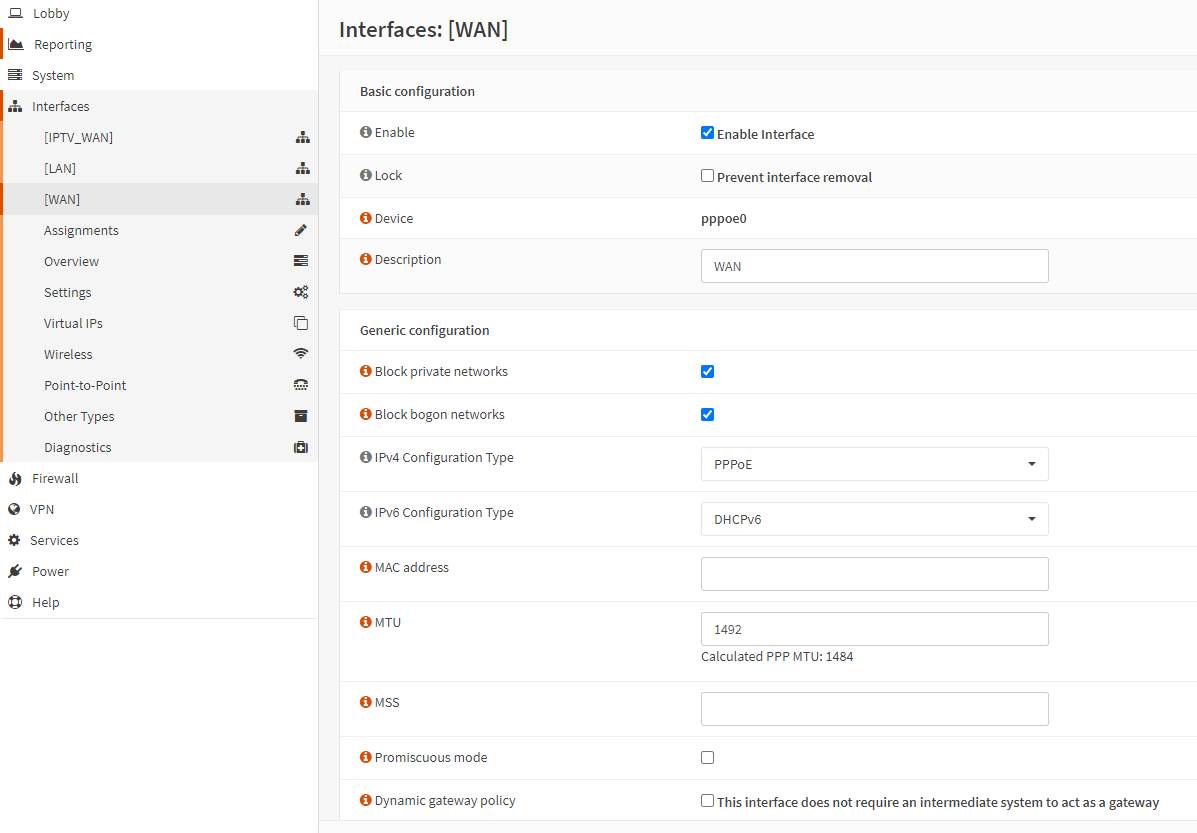 Lobby
Reporting
System
Interfaces
[IPTV_WAN]
[LAN]
[WAN]
Assignments
Overview
Settings
Virtual IPs
Wireless
Point-to-Point
Other Types
Diagnostics
Firewall
VPN
Services
Power
Help
Interfaces: [WAN]
Basic configuration
Enable
Enable Interface
Lock
Prevent interface removal
Device
pppoe0
Description
WAN
Generic configuration
Block private networks
Block bogon networks
IPv4 Configuration Type
PPPoE
IPv6 Configuration Type
DHCPv6
MAC address
MTU
1492
Calculated PPP MTU: 1484
MSS
Promiscuous mode
Dynamic gateway policy
This interface does not require an intermediate system to act as a gateway